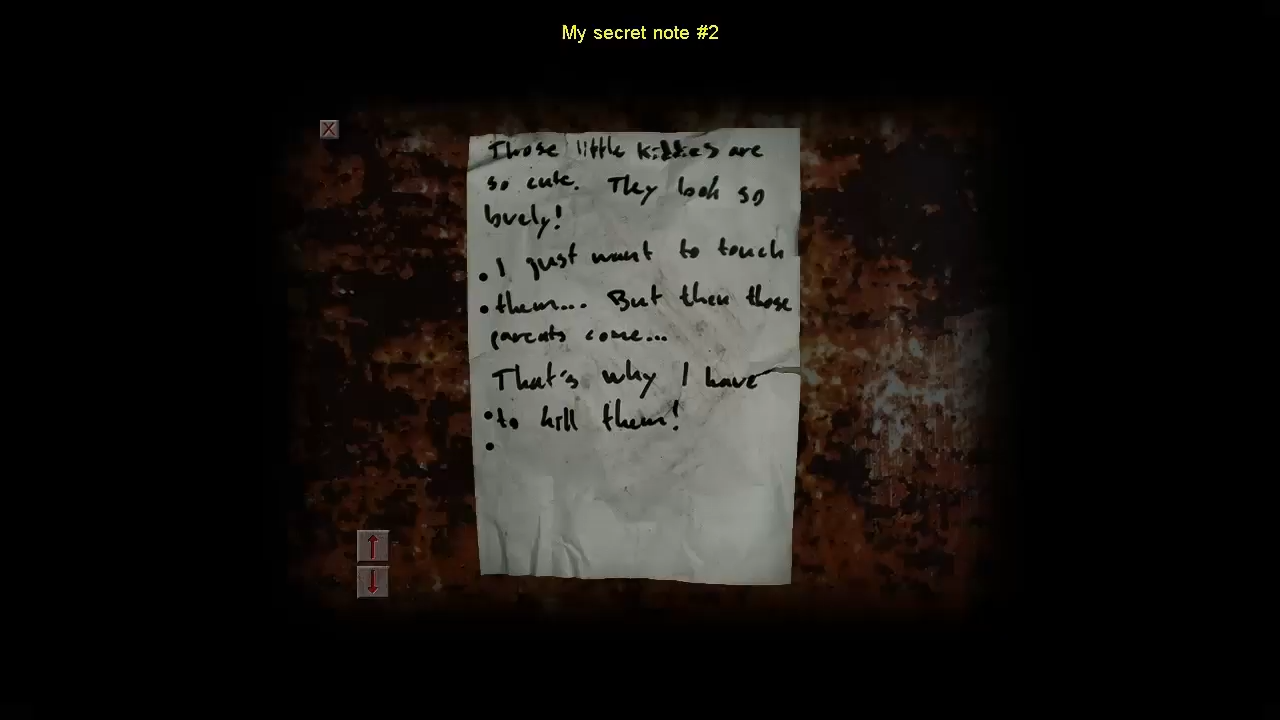 My secret note #2
Those little kiddies are
so cute. They look so
lovely!
I just want to touch
them... But then those
parents come...
That's why I have
to kill them!